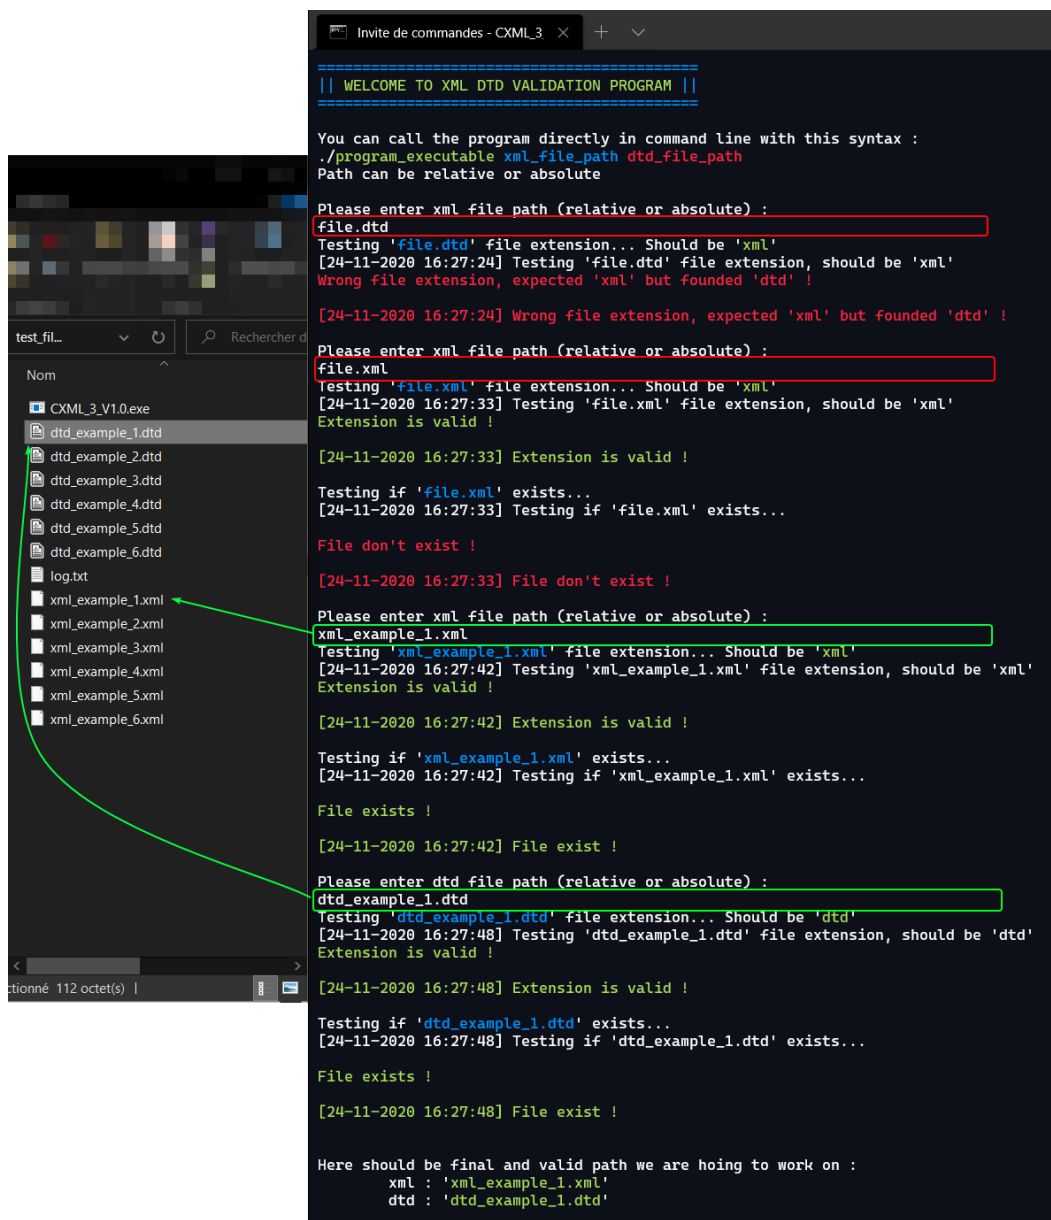 Invite de commandes - CXML_3
==========================================
|| WELCOME TO XML DTD VALIDATION PROGRAM ||
==========================================
You can call the program directly in command line with this syntax :
./program_executable xml_file_path dtd_file_path
Path can be relative or absolute
Please enter xml file path (relative or absolute) :
file.dtd
Testing 'file.dtd' file extension... Should be 'xml'
[24-11-2020 16:27:24] Testing 'file.dtd' file extension, should be 'xml'
Wrong file extension, expected 'xml' but founded 'dtd' !
[24-11-2020 16:27:24] Wrong file extension, expected 'xml' but founded 'dtd' !
Please enter xml file path (relative or absolute) :
file.xml
Testing 'file.xml' file extension... Should be 'xml'
[24-11-2020 16:27:33] Testing 'file.xml' file extension, should be 'xml'
Extension is valid !
[24-11-2020 16:27:33] Extension is valid !
Testing if 'file.xml' exists...
[24-11-2020 16:27:33] Testing if 'file.xml' exists...
File don't exist !
[24-11-2020 16:27:33] File don't exist !
Please enter xml file path (relative or absolute) :
xml_example_1.xml
Testing 'xml_example_1.xml' file extension... Should be 'xml'
[24-11-2020 16:27:42] Testing 'xml_example_1.xml' file extension, should be 'xml'
Extension is valid !
[24-11-2020 16:27:42] Extension is valid !
Testing if 'xml_example_1.xml' exists...
[24-11-2020 16:27:42] Testing if 'xml_example_1.xml' exists...
File exists !
[24-11-2020 16:27:42] File exist !
Please enter dtd file path (relative or absolute) :
dtd_example_1.dtd
Testing 'dtd_example_1.dtd' file extension... Should be 'dtd'
[24-11-2020 16:27:48] Testing 'dtd_example_1.dtd' file extension, should be 'dtd'
Extension is valid !
[24-11-2020 16:27:48] Extension is valid !
Testing if 'dtd_example_1.dtd' exists...
[24-11-2020 16:27:48] Testing if 'dtd_example_1.dtd' exists...
File exists !
[24-11-2020 16:27:48] File exist !
Here should be final and valid path we are hoing to work on :
xml : 'xml_example_1.xml'
dtd : 'dtd_example_1.dtd'
test_fil...
Rechercher d
Nom
CXML_3_V1.0.exe
dtd_example_1.dtd
dtd_example_2.dtd
dtd_example_3.dtd
dtd_example_4.dtd
dtd_example_5.dtd
dtd_example_6.dtd
log.txt
xml_example_1.xml
xml_example_2.xml
xml_example_3.xml
xml_example_4.xml
xml_example_5.xml
xml_example_6.xml
ctionné 112 octet(s)